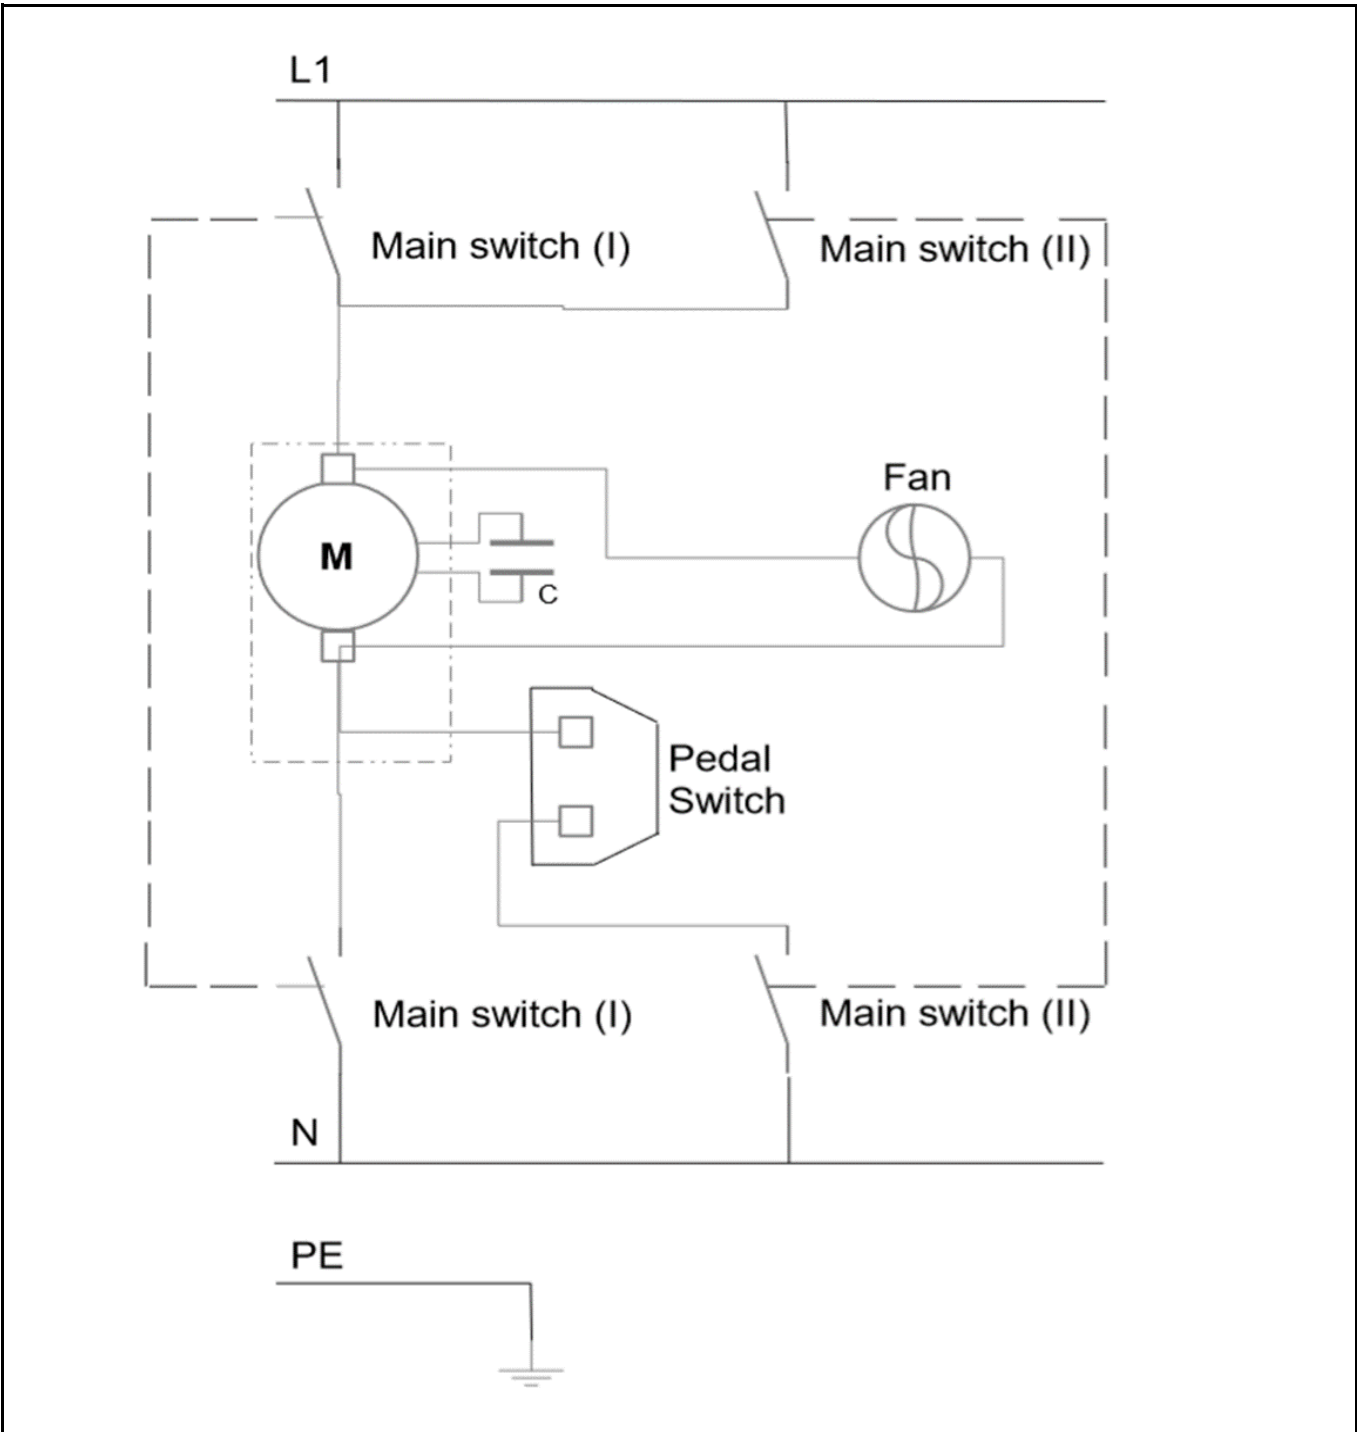 L1
Main switch (I)
Main switch (II)
Fan
M
C
Pedal
Switch
Main switch (I)
Main switch (II)
N
PE